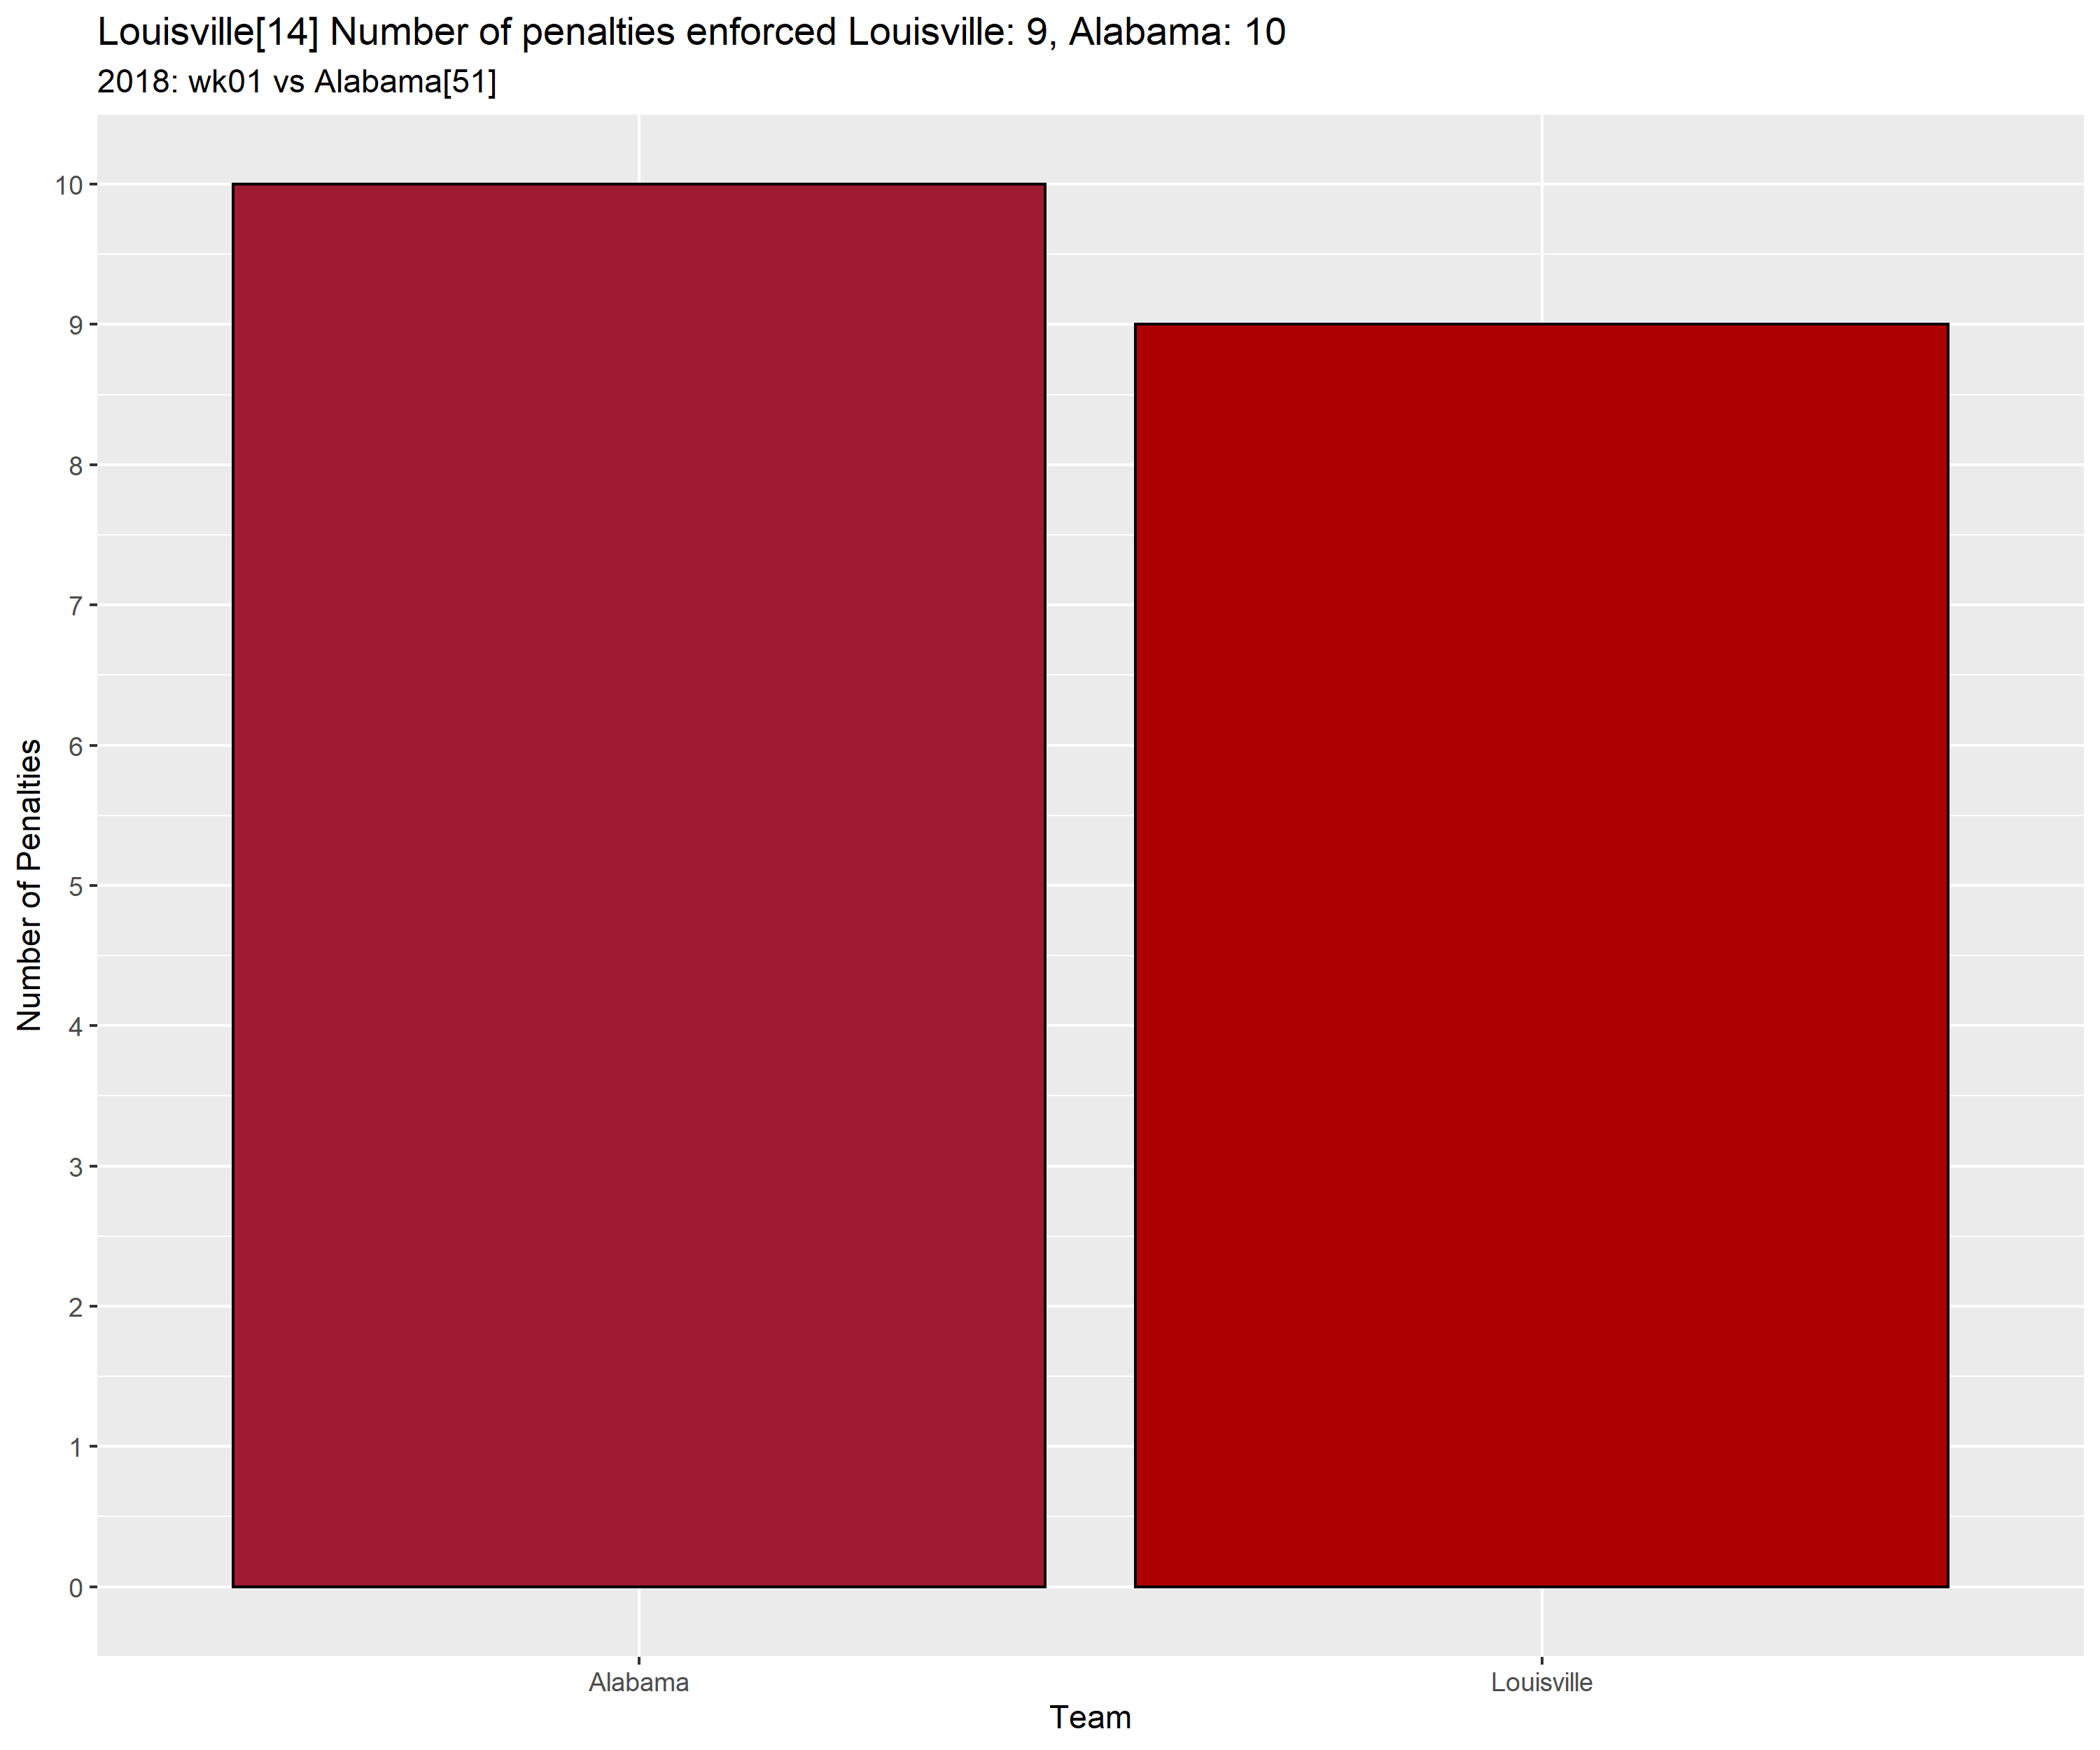 Louisville[14] Number of penalties enforced Louisville: 9, Alabama: 10
2018: wk01 vs Alabama[51]
Number of Penalties
10
9
8
7
6
5
4
3
2
1
0
Alabama Louisville
Team